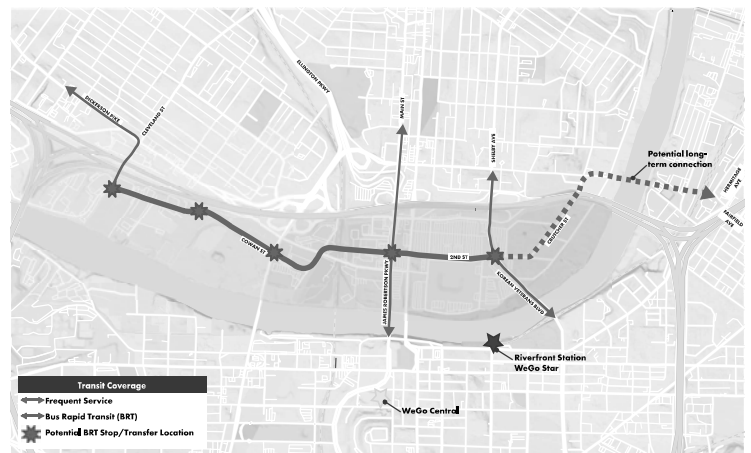 ELLINGTON PKWY
MAIN ST
DICKERSON PIKE
CLEVELAND ST
SHELBY AVE
Potential long-
term connection
HERMITAGE
AVE
FAIRFIELD
AVE
COWAN ST
2ND ST
CRUTCHER ST
JAMES ROBERTSON PKWY
KOREAN VETERANS BLVD
Riverfront Station
WeGo Star
WeGo Central
Transit Coverage
Frequent Service
Bus Rapid Transit (BRT)
Potential BRT Stop/Transfer Location